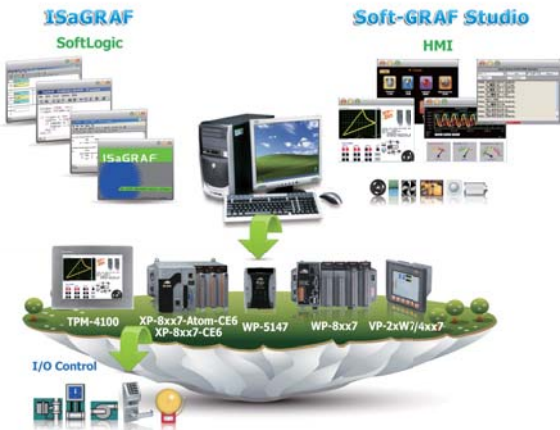 ISaGRAF
Soft-GRAF Studio
SoftLogic
HMI
ISaGRAF
TPM-4100
XP-8xx7-Atom-CE6
XP-8xx7-CE6
WP-5147
WP-8xx7
VP-2xW7/4xx7
I/O Control